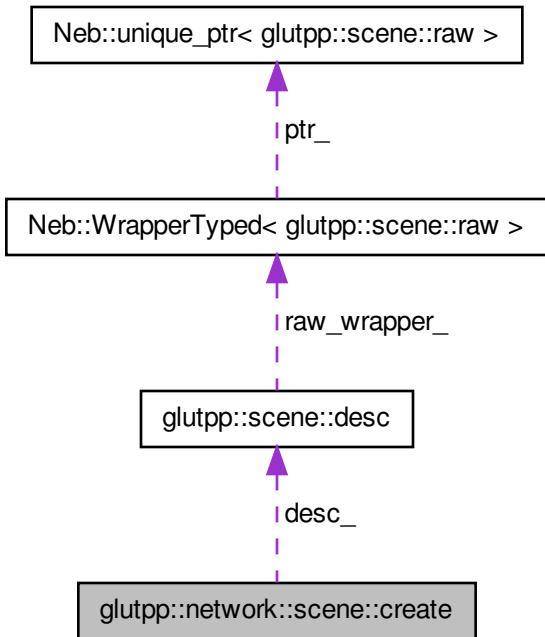 Neb::unique_ptr< glutpp::scene::raw >
ptr_
Neb::WrapperTyped< glutpp::scene::raw >
raw_wrapper_
glutpp::scene::desc
desc_
glutpp::network::scene::create